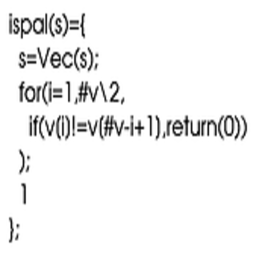 ispal(s)={
s=Vec(s);
for(i=1,#v\2,
if(v(i)!=v(#v-i+1),return(0))
);
1
};